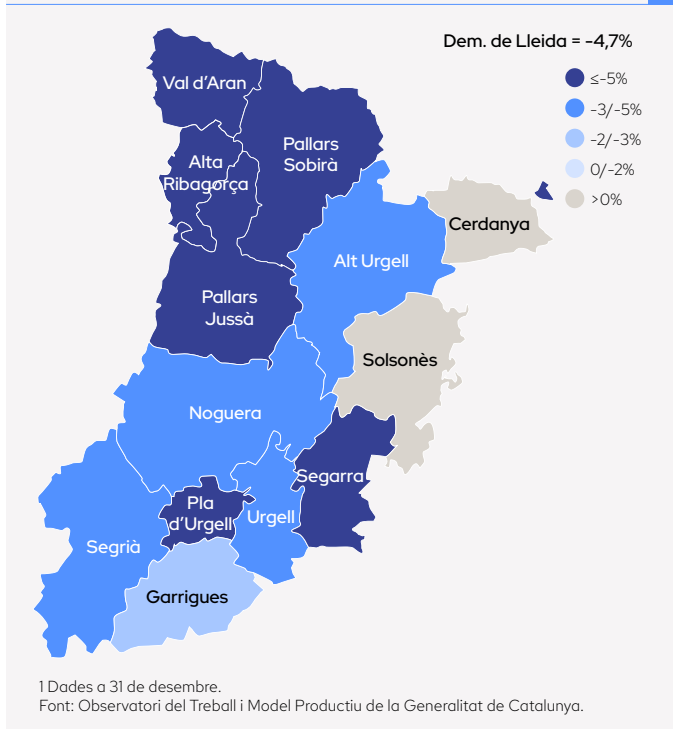 Dem. de Lleida = -4,7%
≤-5%
-3/-5%
-2/-3%
0/-2%
>0%
Val d'Aran
Pallars
Sobirà
Alta
Ribagorça
Cerdanya
Alt Urgell
Pallars
Jussà
Solsonès
Noguera
Segarra
Pla
d'Urgell
Urgell
Segrià
Garrigues
1 Dades a 31 de desembre.
Font: Observatori del Treball i Model Productiu de la Generalitat de Catalunya.